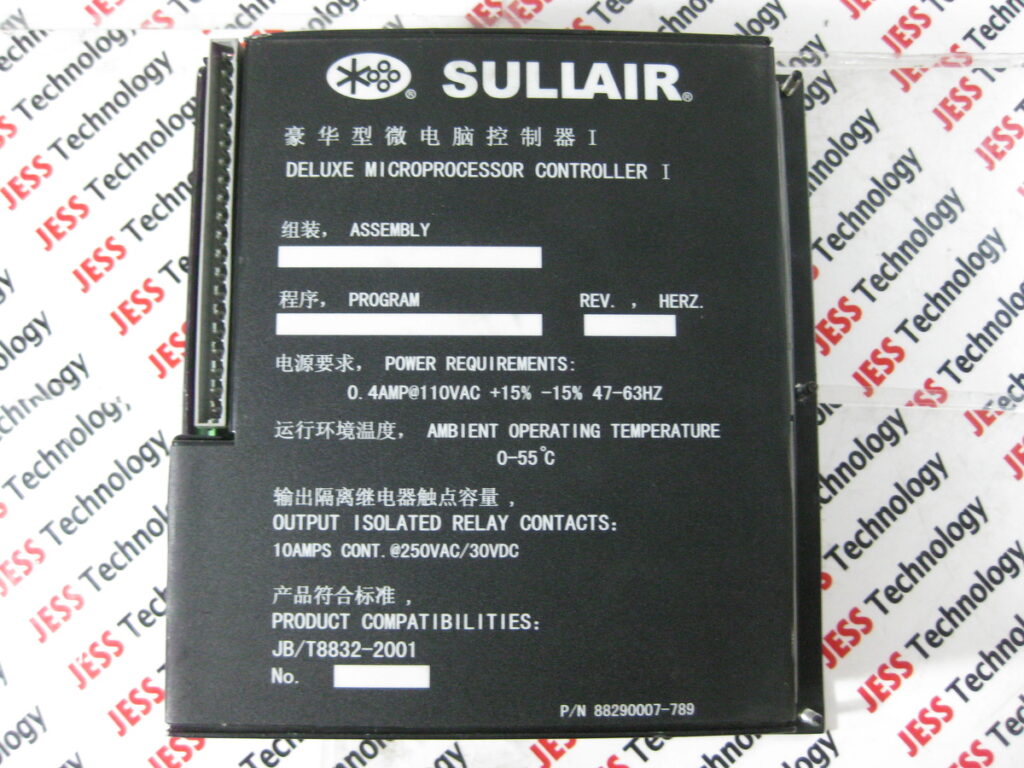 SULLAIR®
豪华型微电脑控制器 I
DELUXE MICROPROCESSOR CONTROLLER I
组装， ASSEMBLY
程序， PROGRAM REV. , HERZ.
电源要求， POWER REQUIREMENTS:
0.4AMP@110VAC +15% -15% 47-63HZ
运行环境温度， AMBIENT OPERATING TEMPERATURE
0-55℃
输出隔离继电器触点容量 ,
OUTPUT ISOLATED RELAY CONTACTS:
10AMPS CONT.@250VAC/30VDC
产品符合标准 ,
PRODUCT COMPATIBILITIES:
JB/T8832-2001
No.
P/N 88290007-789
JESS Technology